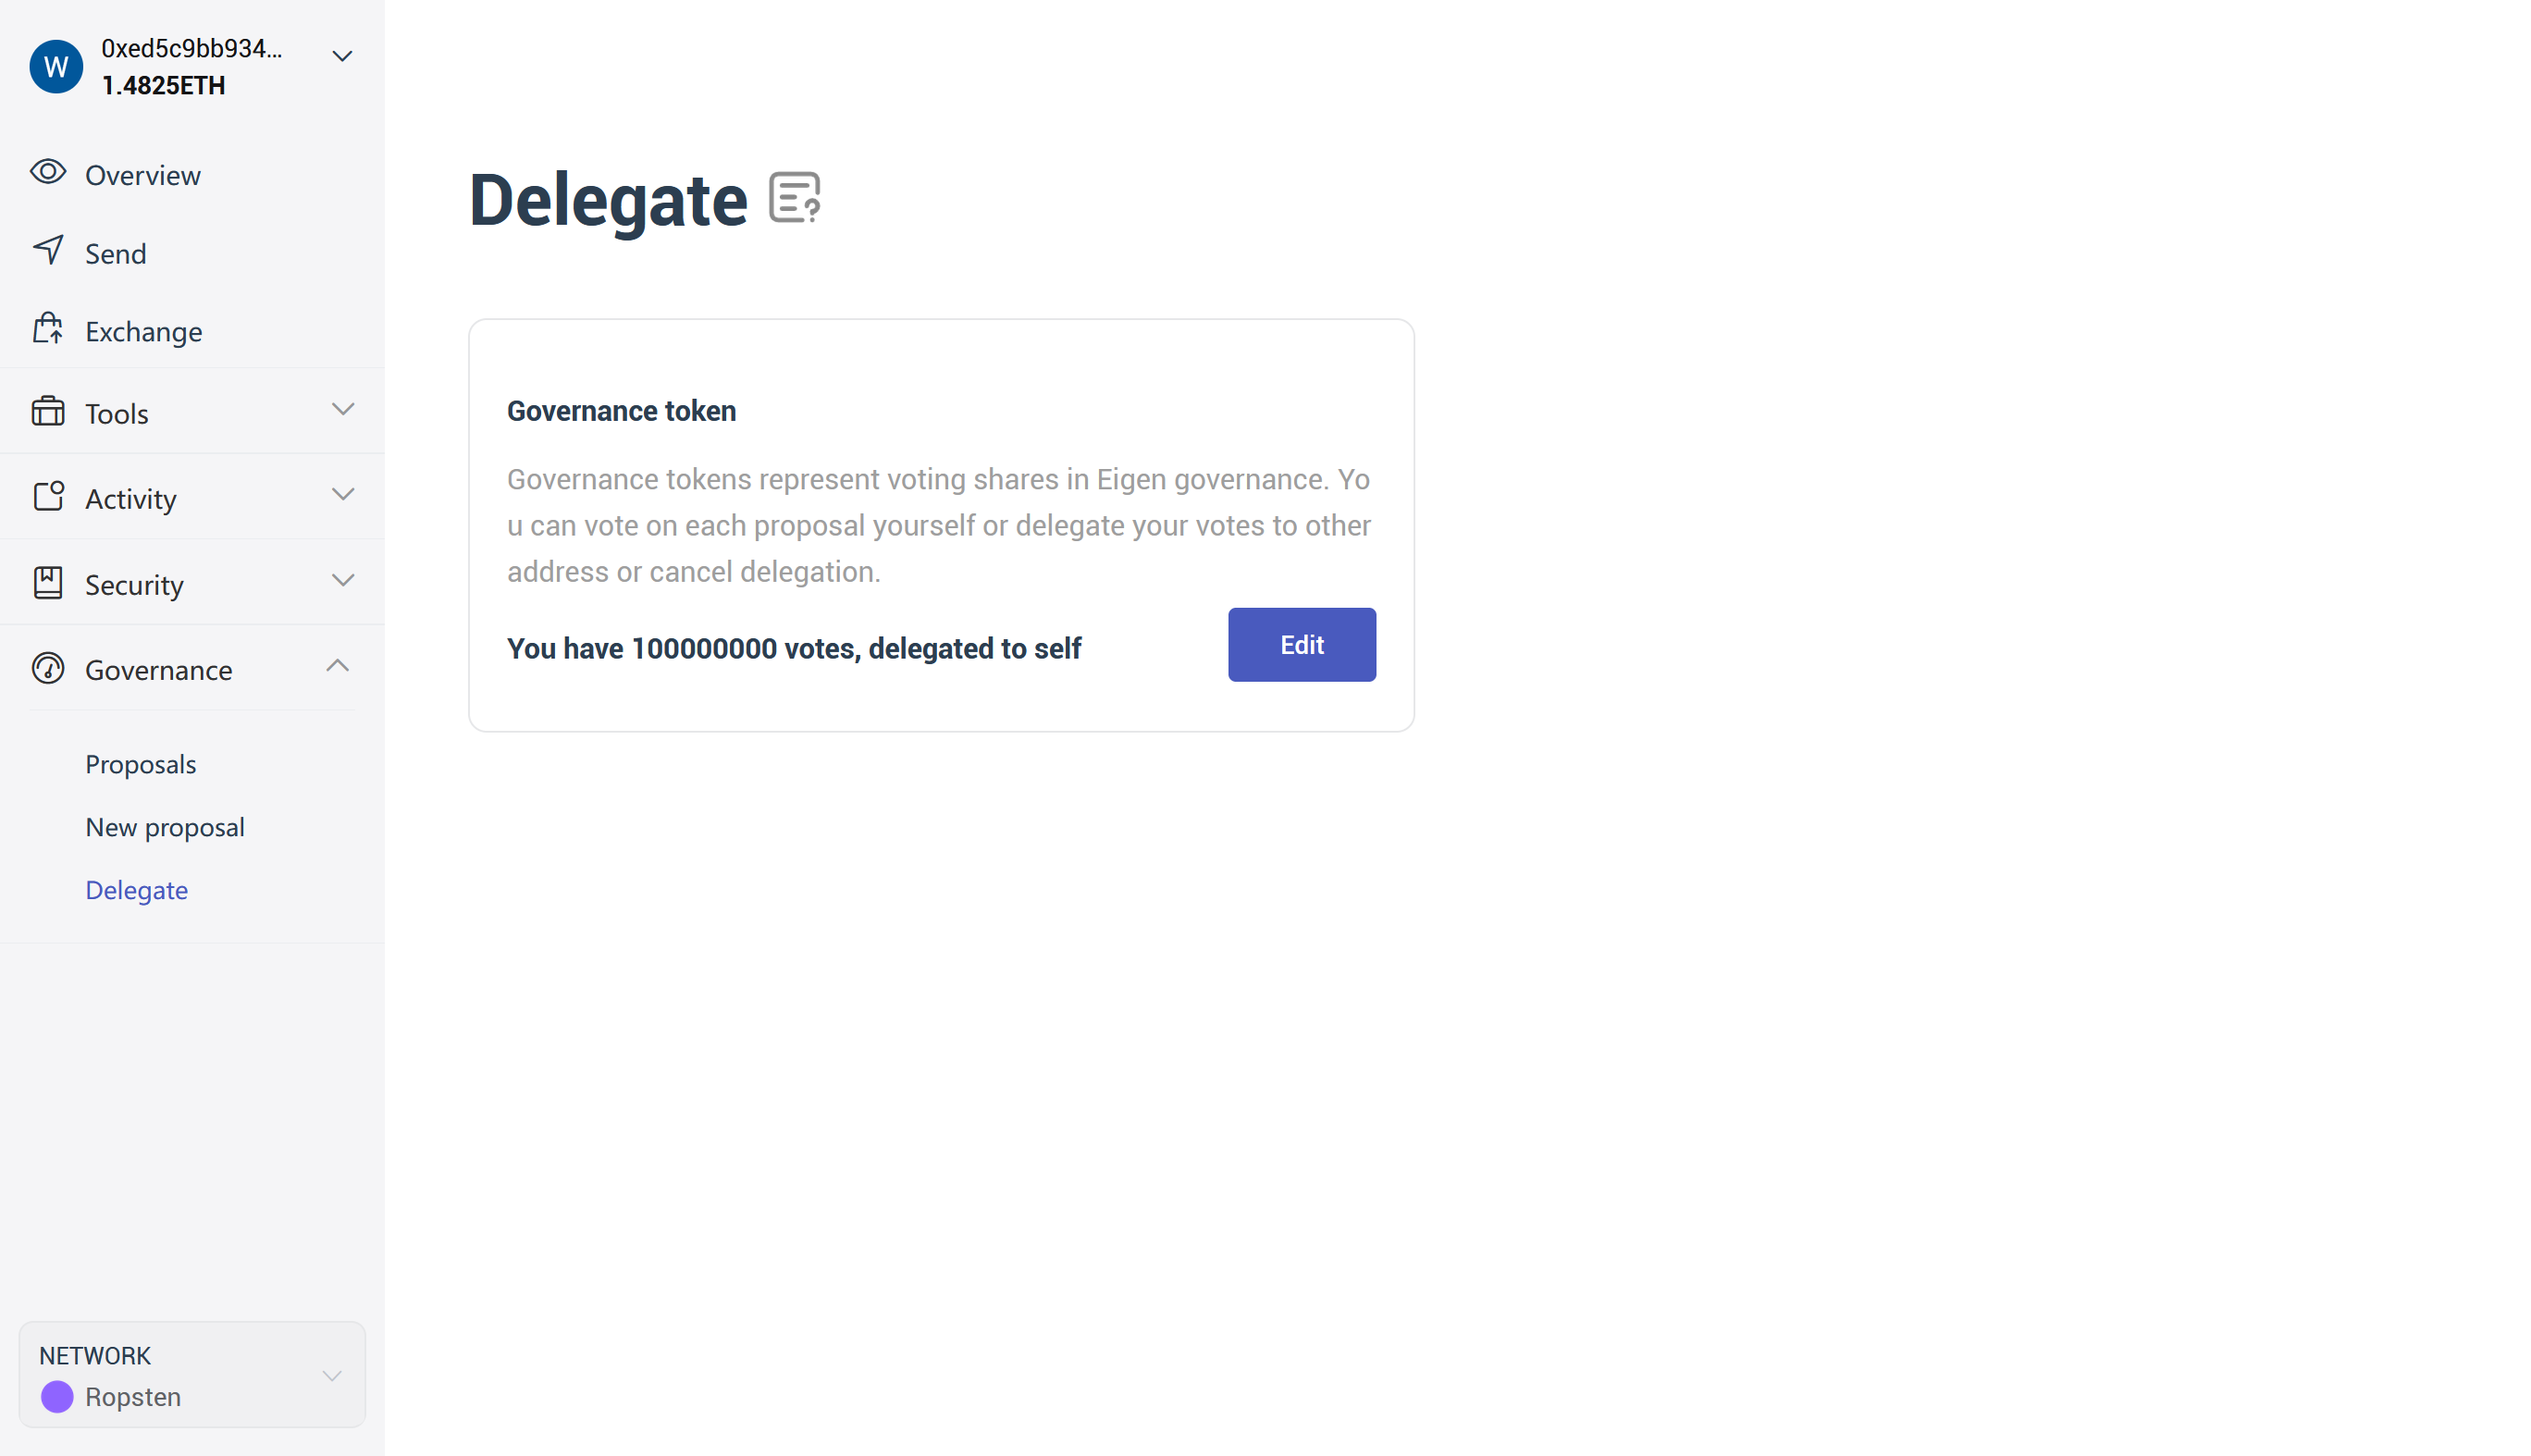 W
0xed5c9bb934...
1.4825ETH
Overview
Send
Exchange
Tools
Activity
Security
Governance
Proposals
New proposal
Delegate
NETWORK
Ropsten
Delegate
Governance token
Governance tokens represent voting shares in Eigen governance. Yo
u can vote on each proposal yourself or delegate your votes to other
address or cancel delegation.
You have 100000000 votes, delegated to self
Edit